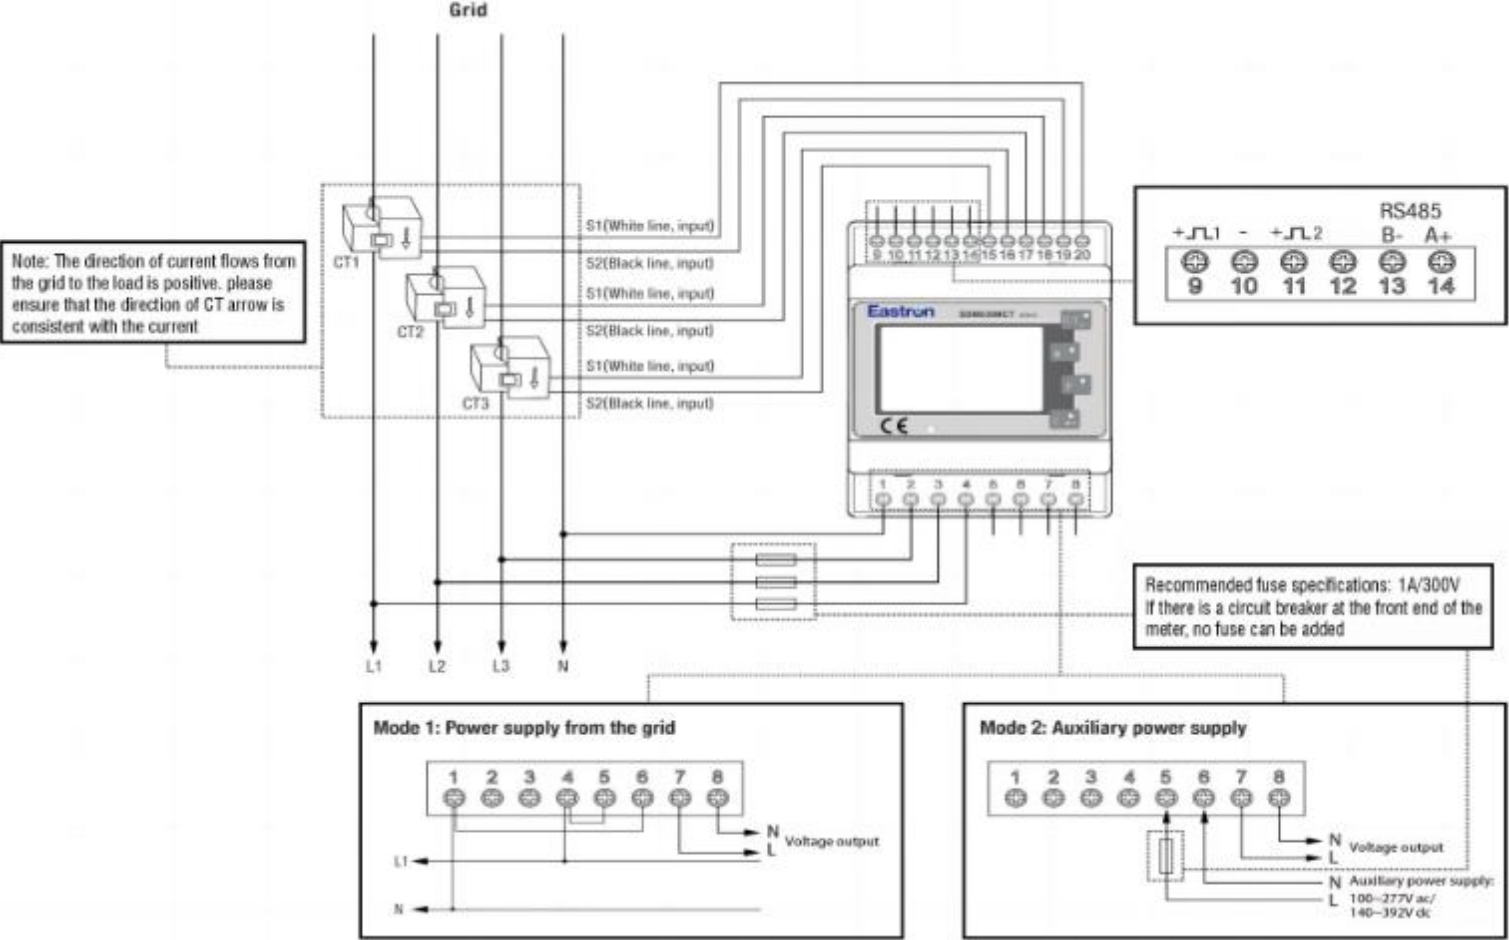 Grid
S1(White line, input)
S2(Black line, input)
CT1
S1(White line, input)
S2(Black line, input)
CT2
S1(White line, input)
S2(Black line, input)
CT3
Note: The direction of current flows from
the grid to the load is positive. please
ensure that the direction of CT arrow is
consistent with the current
9 10 11 12 13 14 15 16 17 18 19 20
Eastron
CE
1 2 3 4 5 6 7 8
RS485
+ 1 - + 2 B- A+
9 10 11 12 13 14
Recommended fuse specifications: 1A/300V
If there is a circuit breaker at the front end of the
meter, no fuse can be added
L1 L2 L3 N
Mode 1: Power supply from the grid
1 2 3 4 5 6 7 8
N
Voltage output
L
L1
N
Mode 2: Auxiliary power supply
1 2 3 4 5 6 7 8
N
Voltage output
L
N Auxiliary power supply:
L 100~277V ac/
140~392V dc